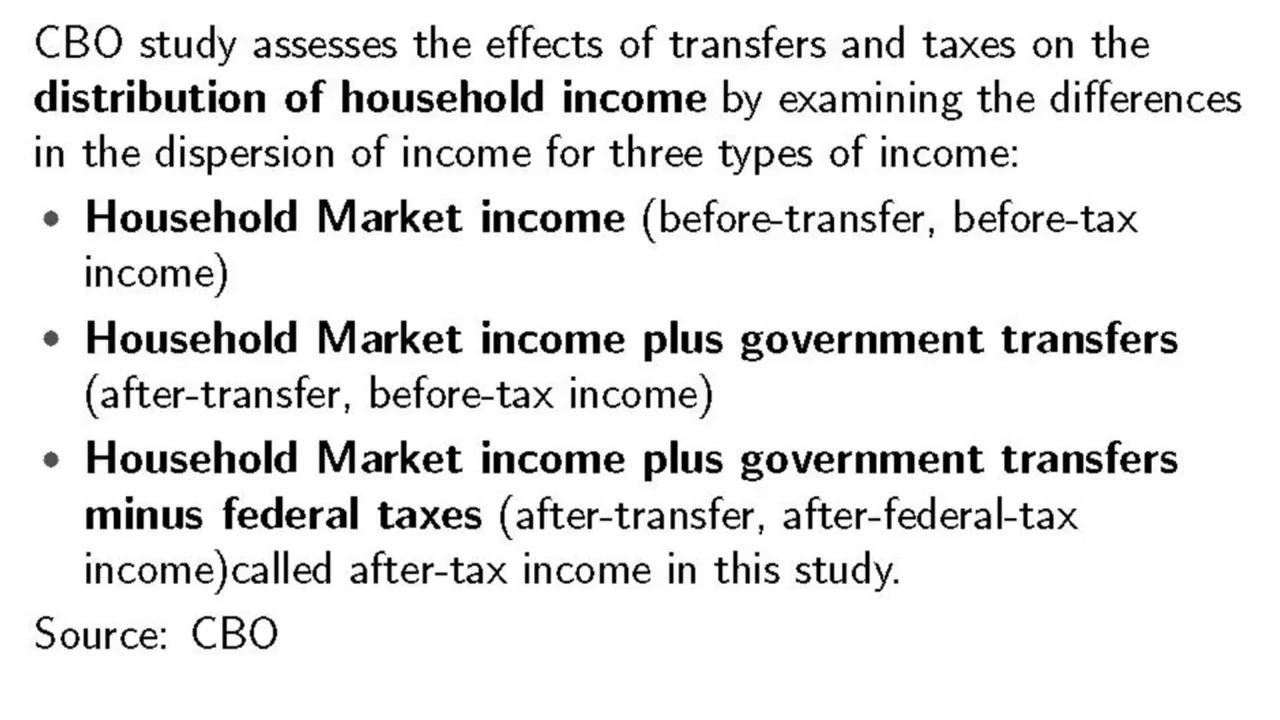 CBO study assesses the effects of transfers and taxes on the
distribution of household income by examining the differences
in the dispersion of income for three types of income:
• Household Market income (before-transfer, before-tax
income)
• Household Market income plus government transfers
(after-transfer, before-tax income)
• Household Market income plus government transfers
minus federal taxes (after-transfer, after-federal-tax
income)called after-tax income in this study.
Source: CBO